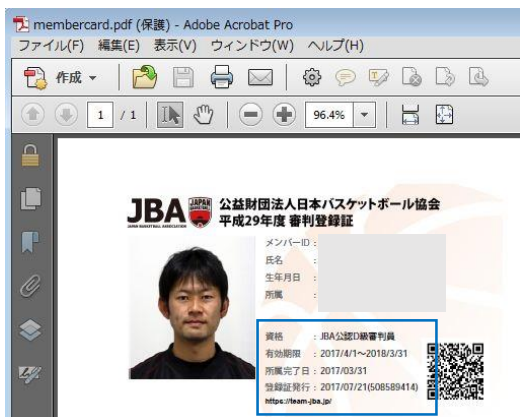 membercard.pdf (保護) - Adobe Acrobat Pro
ファイル(F) 編集(E) 表示(V) ウィンドウ(W) ヘルプ(H)
作成
1 / 1 96.4%
JBA JAPAN 公益財団法人日本バスケットボール協会
JAPAN BASKETBALL ASSOCIATION 平成29年度 審判登録証
メンバーID :
氏名 :
生年月日 :
所属 :
資格 : JBA公認D級審判員
有効期限 : 2017/4/1～2018/3/31
所属完了日 : 2017/03/31
登録証発行 : 2017/07/21(508589414)
https://team-jba.jp/